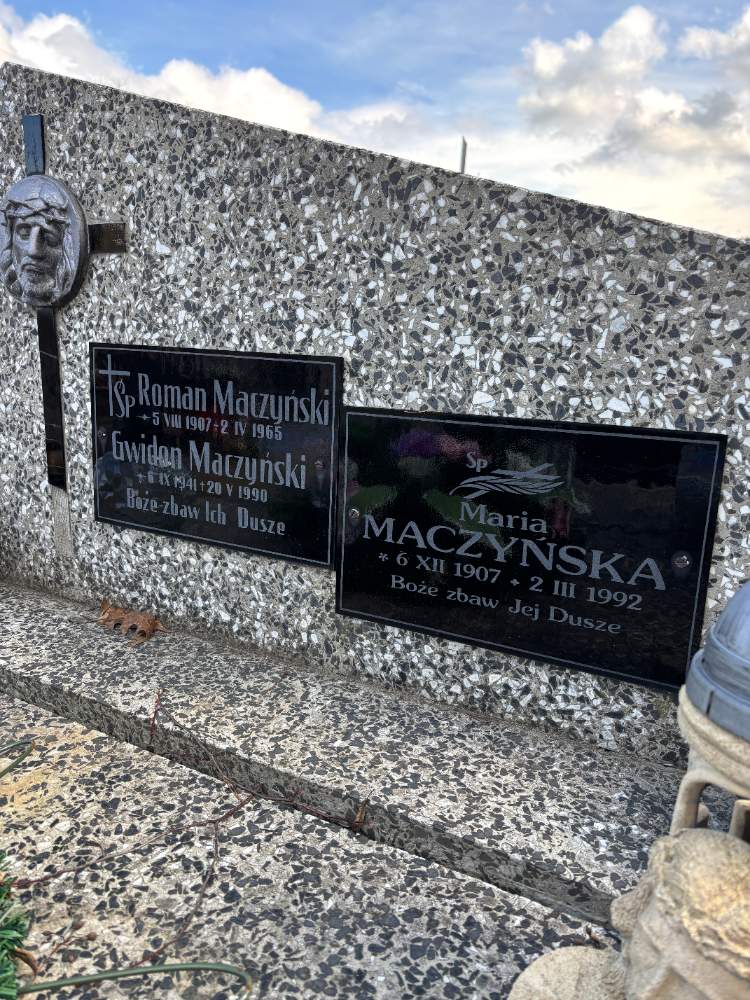 ŚP Roman Maczyński
* 5 VIII 1907 + 2 IV 1965
Gwidon Maczyński
* 6 IX 1941 + 20 V 1990
Boże zbaw Ich Dusze
Śp
Maria
MACZYŃSKA
* 6 XII 1907 + 2 III 1992
Boże zbaw Jej Dusze